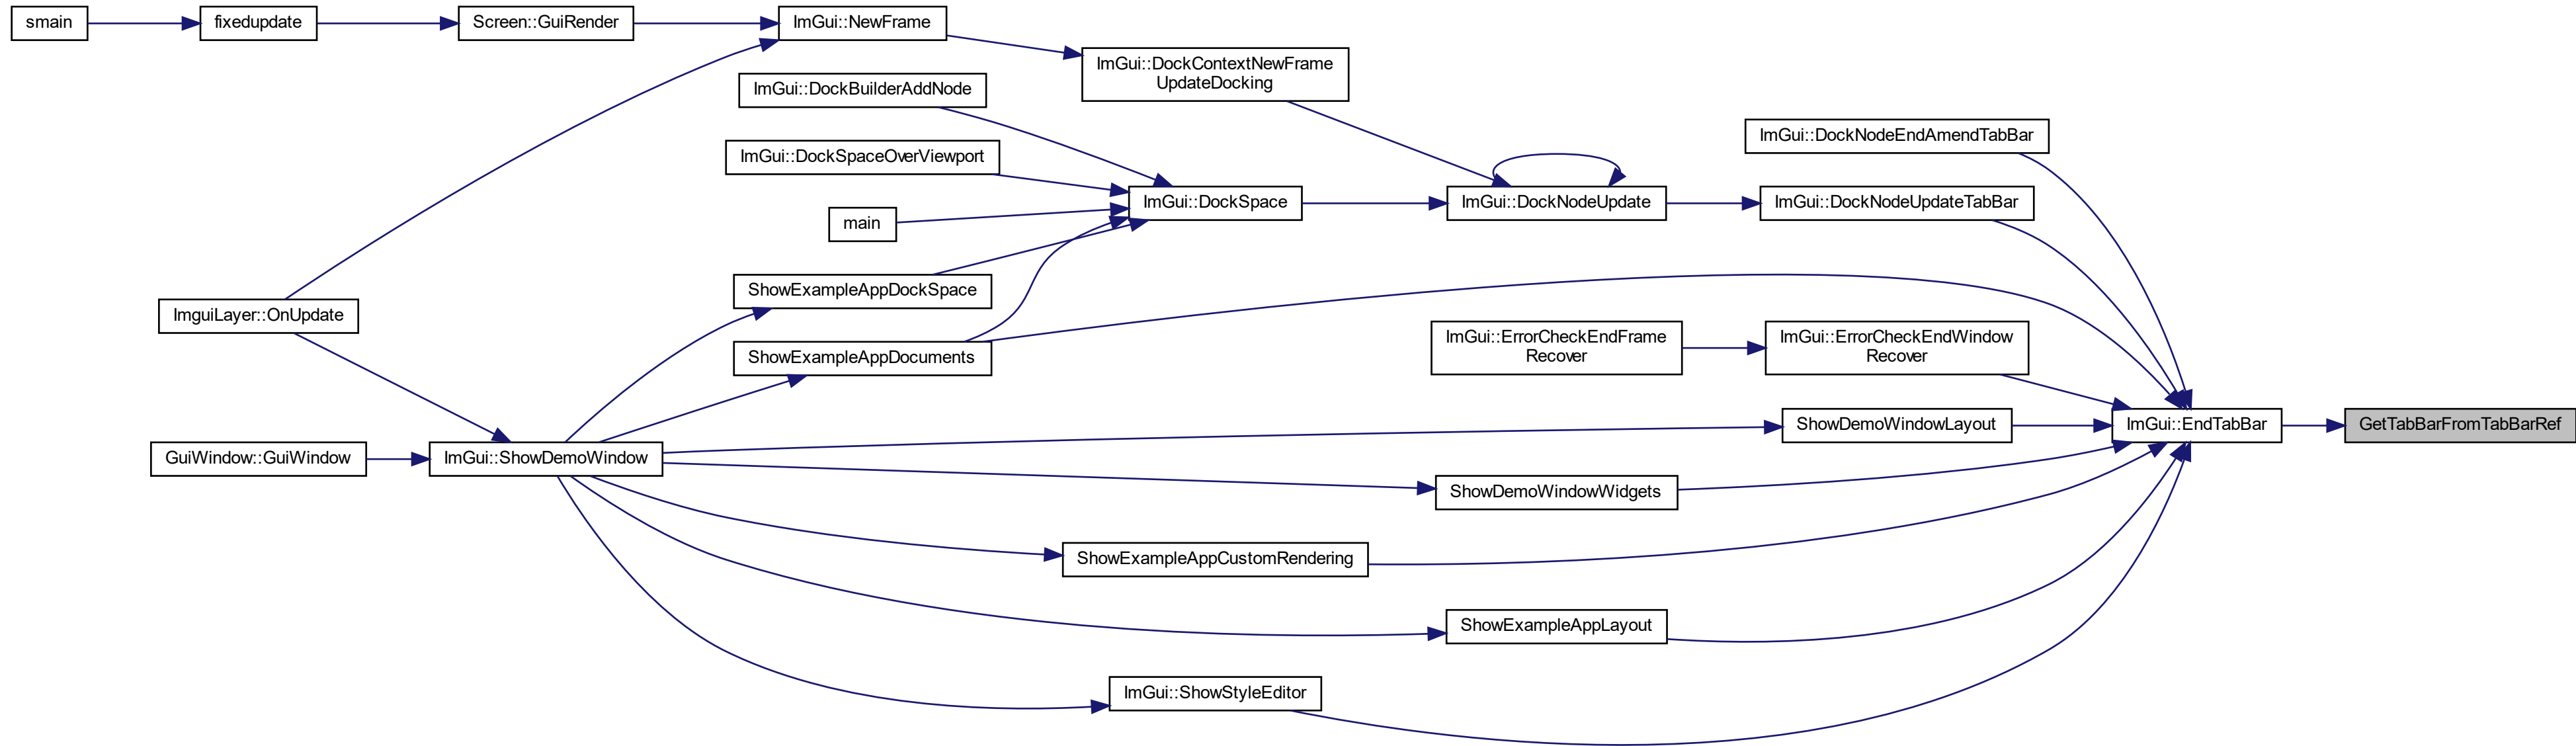 smain
fixedupdate
Screen::GuiRender
ImGui::NewFrame
ImGui::DockContextNewFrame
UpdateDocking
ImGui::DockBuilderAddNode
ImGui::DockSpaceOverViewport
main
ImGui::DockSpace
ImGui::DockNodeUpdate
ImGui::DockNodeEndAmendTabBar
ImGui::DockNodeUpdateTabBar
ShowExampleAppDockSpace
ImguiLayer::OnUpdate
ShowExampleAppDocuments
ImGui::ErrorCheckEndFrame
Recover
ImGui::ErrorCheckEndWindow
Recover
GuiWindow::GuiWindow
ImGui::ShowDemoWindow
ShowDemoWindowLayout
ImGui::EndTabBar
GetTabBarFromTabBarRef
ShowDemoWindowWidgets
ShowExampleAppCustomRendering
ShowExampleAppLayout
ImGui::ShowStyleEditor